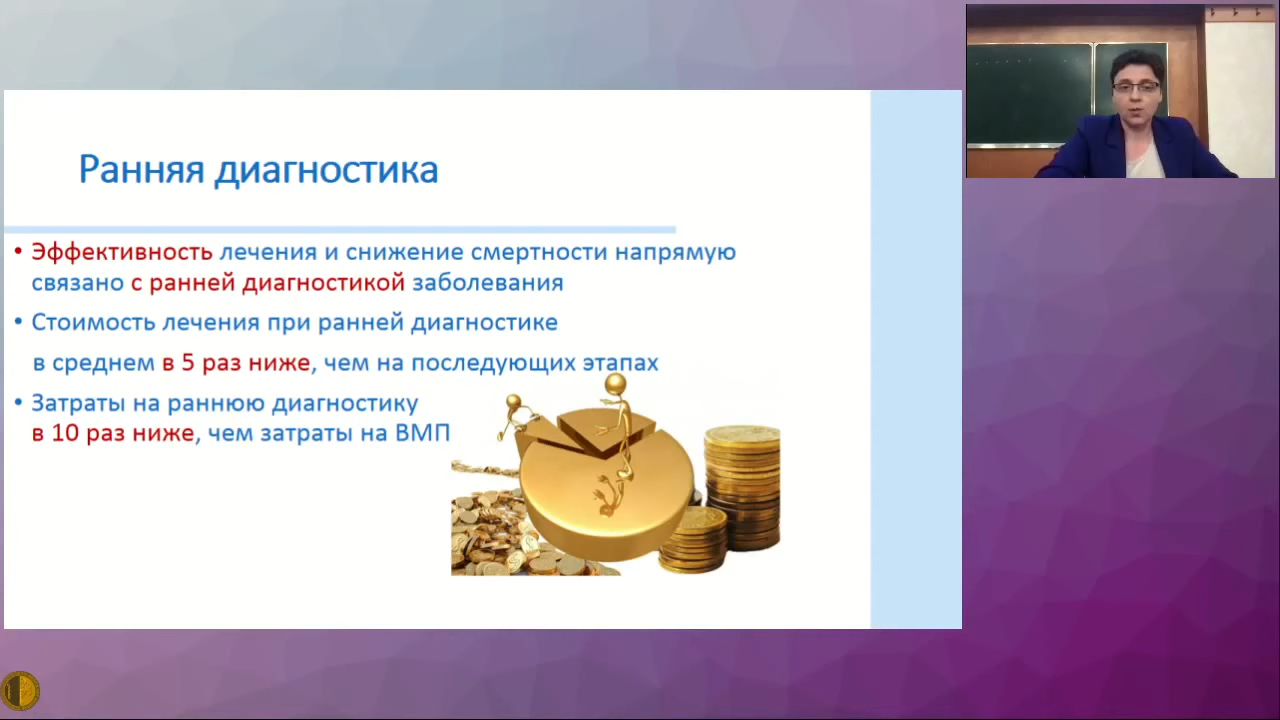 Ранняя диагностика
• Эффективность лечения и снижение смертности напрямую
связано с ранней диагностикой заболевания
• Стоимость лечения при ранней диагностике
в среднем в 5 раз ниже, чем на последующих этапах
• Затраты на раннюю диагностику
в 10 раз ниже, чем затраты на ВМП